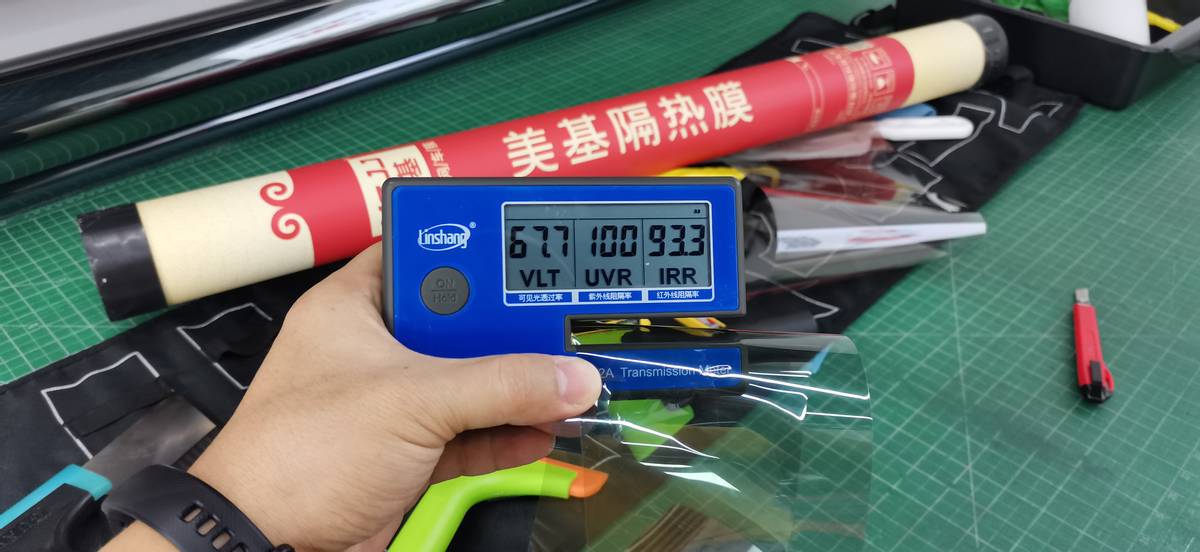 美基隔热膜
Linshang®
ON
Hold
67.7 100 93.3
VLT UVR IRR
可见光透过率 紫外线阻隔率 红外线阻隔率
2A Transmission Meter